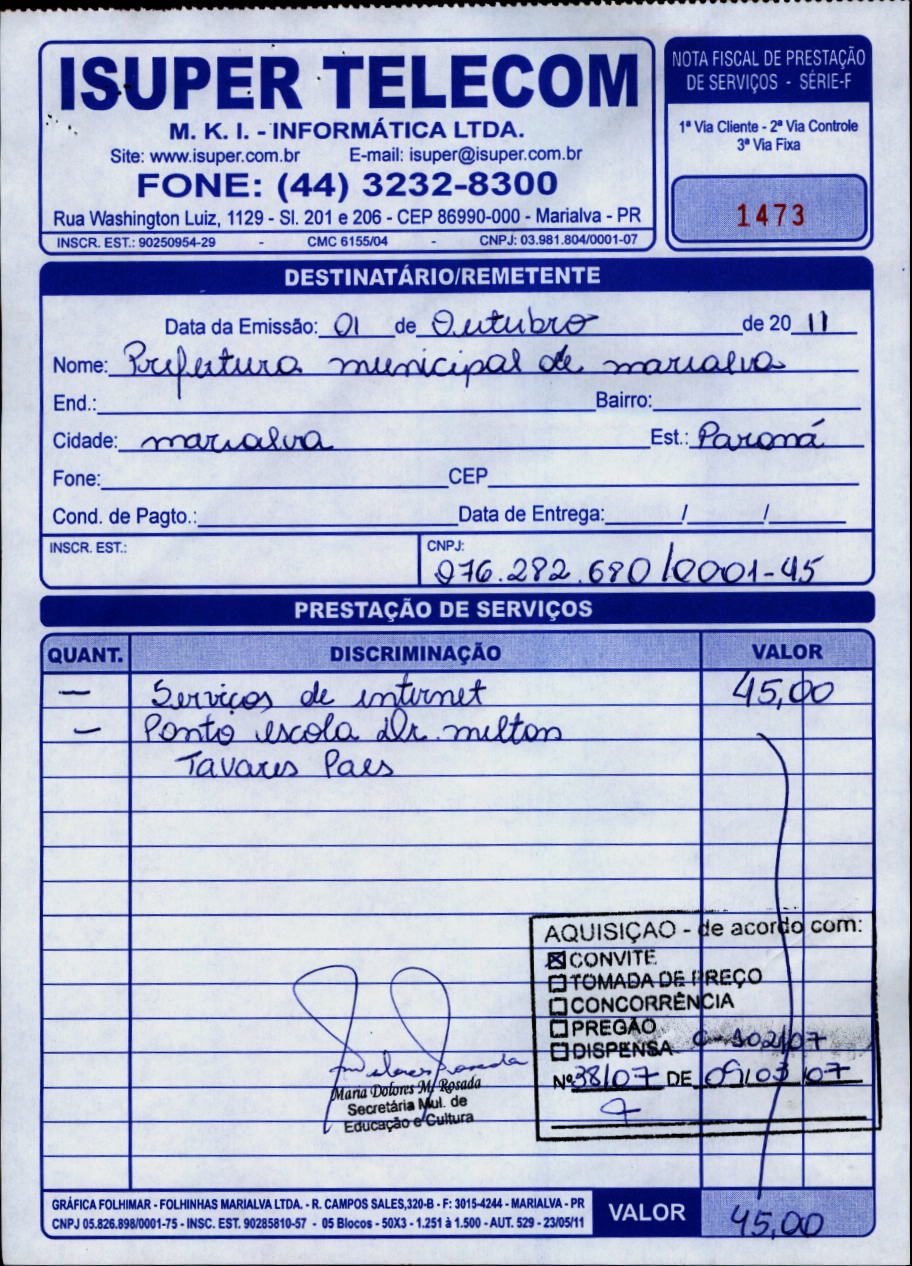 ISUPER TELECOM
M. K. I. - INFORMÁTICA LTDA.
Site: www.isuper.com.br E-mail: isuper@isuper.com.br
FONE: (44) 3232-8300
Rua Washington Luiz, 1129 - Sl. 201 e 206 - CEP 86990-000 - Marialva - PR
INSCR. EST.: 90250954-29 - CMC 6155/04 - CNPJ: 03.981.804/0001-07
NOTA FISCAL DE PRESTAÇÃO
DE SERVIÇOS - SÉRIE-F
1ª Via Cliente - 2ª Via Controle
3ª Via Fixa
1473
DESTINATÁRIO/REMETENTE
Data da Emissão: 01 de Outubro de 20 11
Nome: Prefeitura municipal de marialva
End.: Bairro:
Cidade: marialva Est.: Paraná
Fone: CEP
Cond. de Pagto.: Data de Entrega: / /
INSCR. EST.: CNPJ:
076.282.680/0001-45
PRESTAÇÃO DE SERVIÇOS
QUANT. DISCRIMINAÇÃO VALOR
— Serviços de internet 45,00
— Ponto escola Dr. milton
Tavares Paes
AQUISIÇAO - de acordo com:
CONVITE
TOMADA DE PREÇO
CONCORRÊNCIA
PREGÃO
DISPENSA C-102/07
Nº 38/07 DE 09/03/07
Maria Dolores M. Rosada
Secretária Mul. de
Educação e Cultura
GRÁFICA FOLHIMAR - FOLHINHAS MARIALVA LTDA. - R. CAMPOS SALES,320-B - F: 3015-4244 - MARIALVA - PR
CNPJ 05.826.898/0001-75 - INSC. EST. 90285810-57 - 05 Blocos - 50X3 - 1.251 à 1.500 - AUT. 529 - 23/05/11
VALOR 45,00